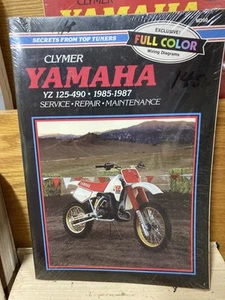 CLYMER
SECRETS FROM TOP TUNERS
EXCLUSIVE!
FULL COLOR
Wiring Diagrams
CLYMER
YAMAHA
YZ 125-490 • 1985-1987
SERVICE • REPAIR • MAINTENANCE